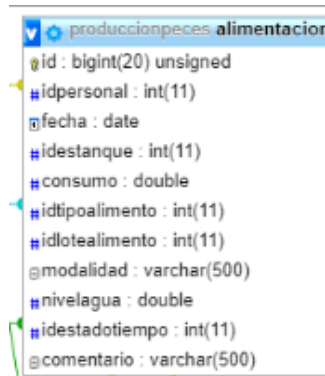 produccionpeces alimentacion
id : bigint(20) unsigned
#idpersonal : int(11)
fecha : date
#idestanque : int(11)
#consumo : double
#idtipoalimento : int(11)
#idlotealimento : int(11)
modalidad : varchar(500)
#nivelagua : double
#idestadotiempo : int(11)
comentario : varchar(500)